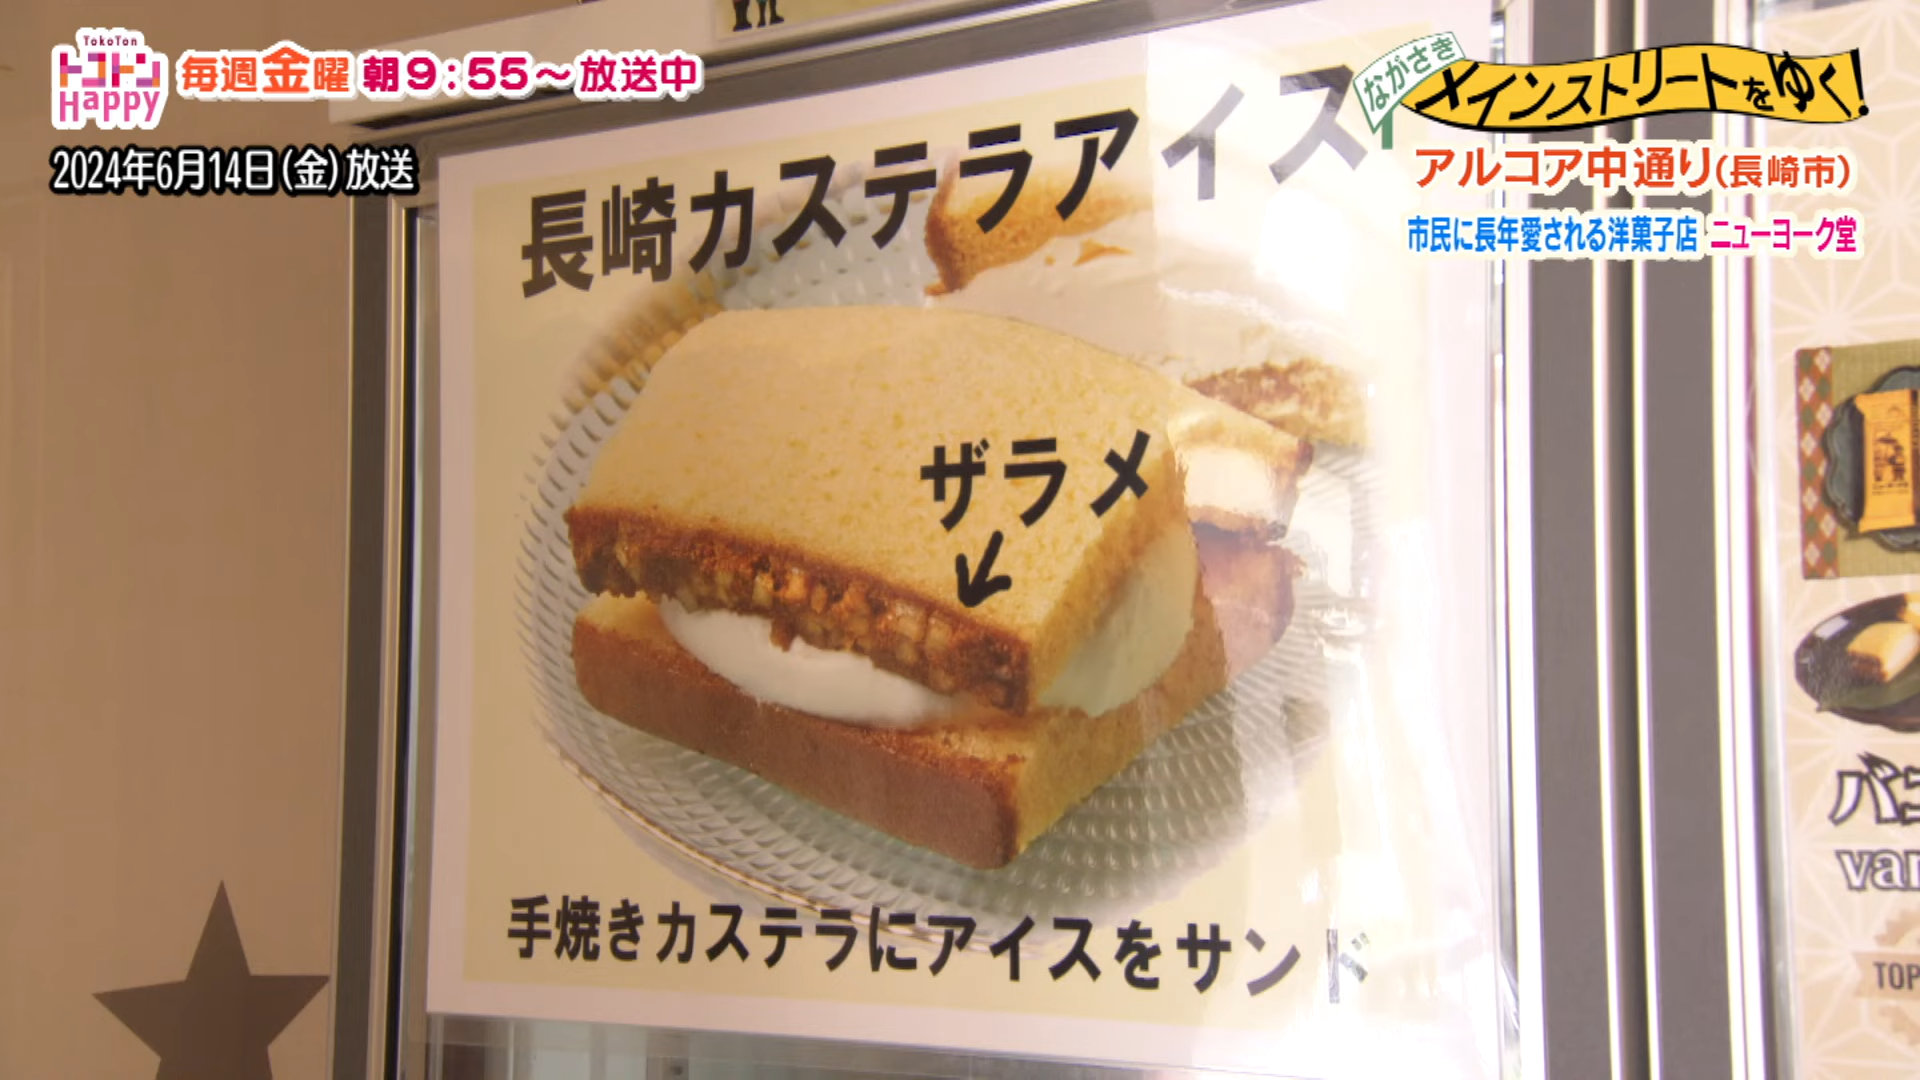 TokoTon
トコトン
Happy
毎週金曜 朝9:55～放送中
2024年6月14日(金)放送
ながさき
メインストリートをゆく!
アルコア中通り(長崎市)
市民に長年愛される洋菓子店 ニューヨーク堂
長崎カステラアイス
ザラメ
手焼きカステラにアイスをサンド
TOP